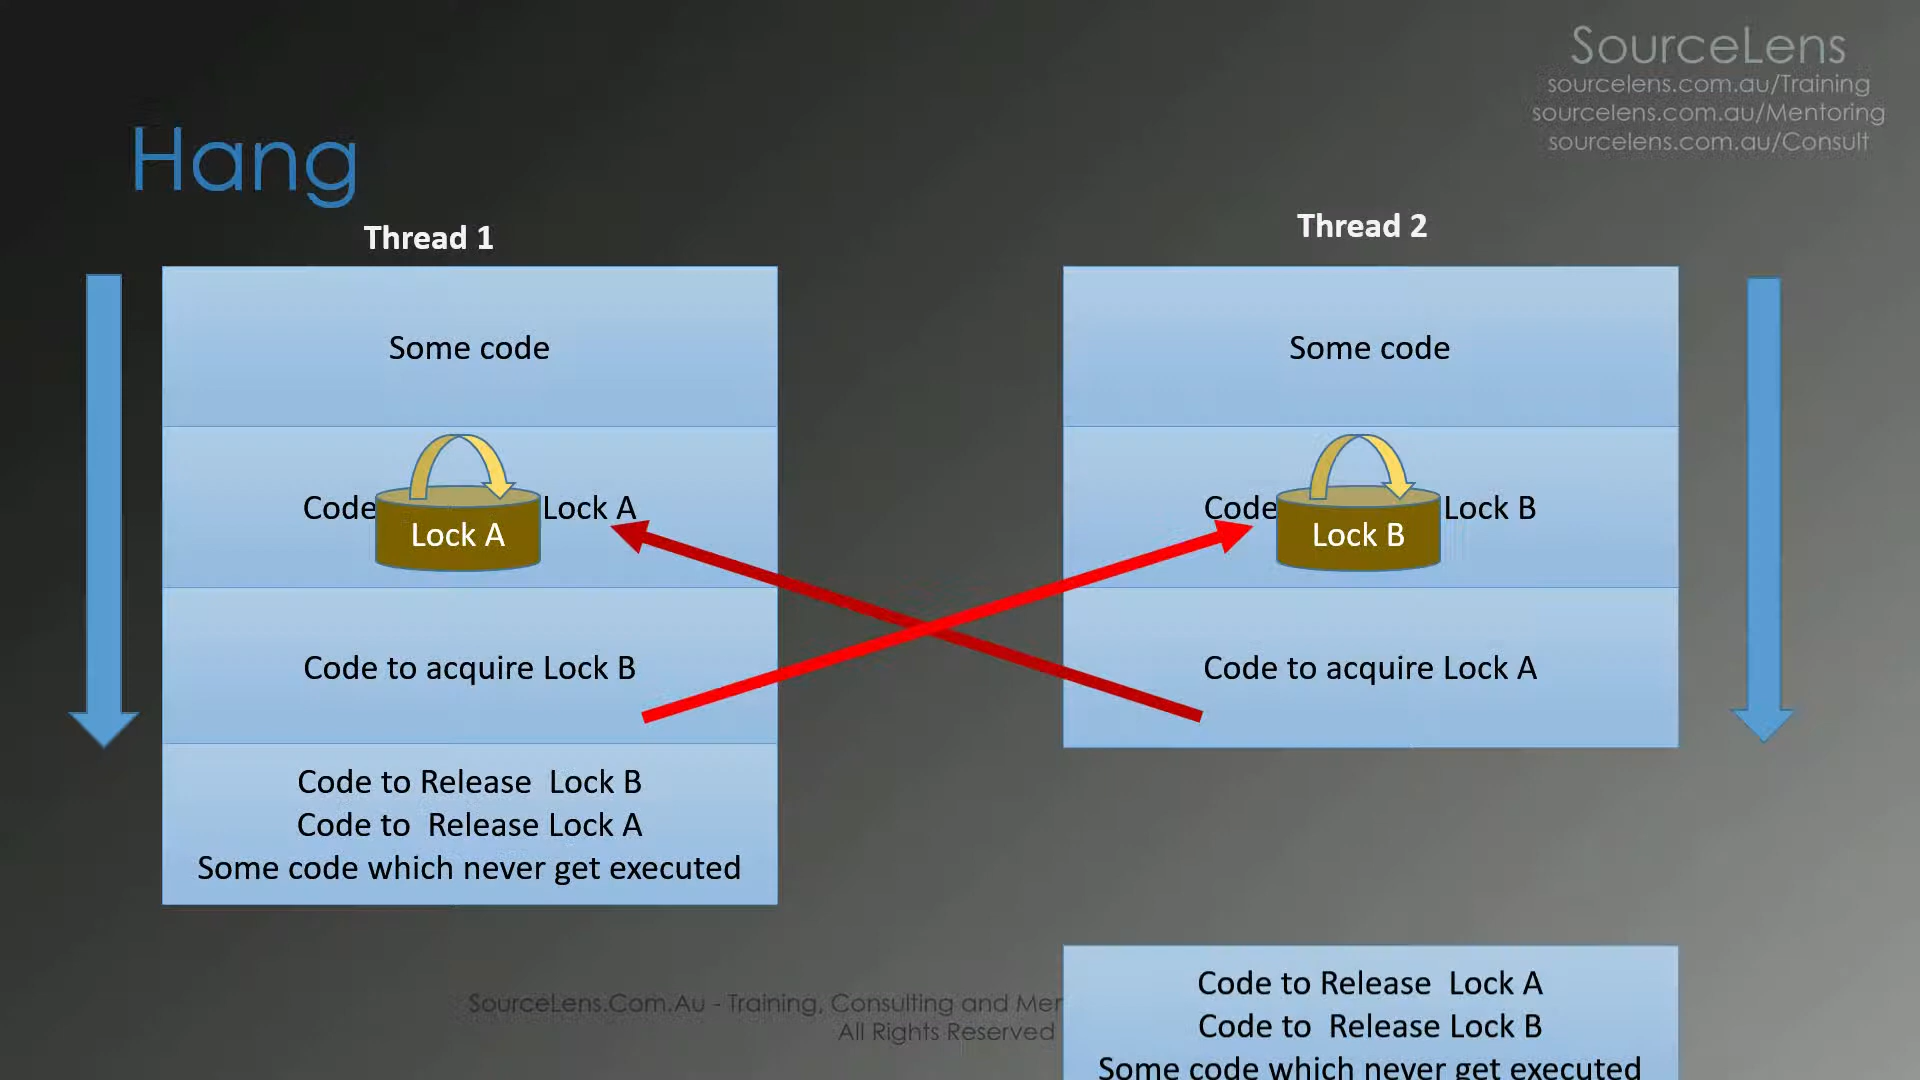 SourceLens
sourcelens.com.au/Training
sourcelens.com.au/Mentoring
sourcelens.com.au/Consult
Hang
Thread 1
Some code
Code Lock A
Lock A
Code to acquire Lock B
Code to Release Lock B
Code to Release Lock A
Some code which never get executed
Thread 2
Some code
Code Lock B
Lock B
Code to acquire Lock A
Code to Release Lock A
Code to Release Lock B
Some code which never get executed
SourceLens.Com.Au - Training, Consulting and
All Rights Reserved